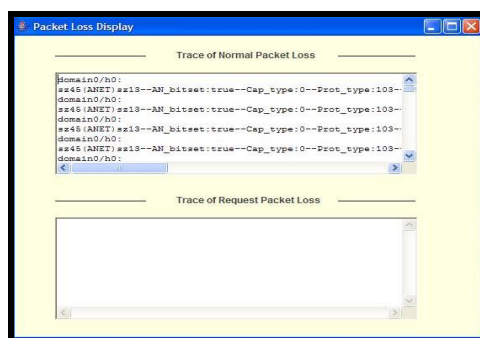 Packet Loss Display
Trace of Normal Packet Loss
domain0/h0:
sz45(ANET)sz13--AN_bitset:true--Cap_type:0--Prot_type:103--
domain0/h0:
sz45(ANET)sz13--AN_bitset:true--Cap_type:0--Prot_type:103--
domain0/h0:
sz45(ANET)sz13--AN_bitset:true--Cap_type:0--Prot_type:103--
domain0/h0:
sz45(ANET)sz13--AN_bitset:true--Cap_type:0--Prot_type:103--
domain0/h0:
Trace of Request Packet Loss